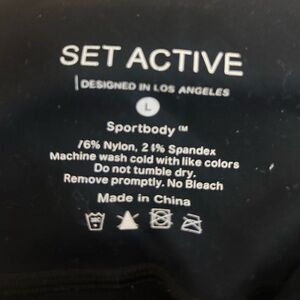 SET ACTIVE
DESIGNED IN LOS ANGELES
L
Sportbody™
76% Nylon, 24% Spandex
Machine wash cold with like colors
Do not tumble dry.
Remove promptly. No Bleach
Made in China